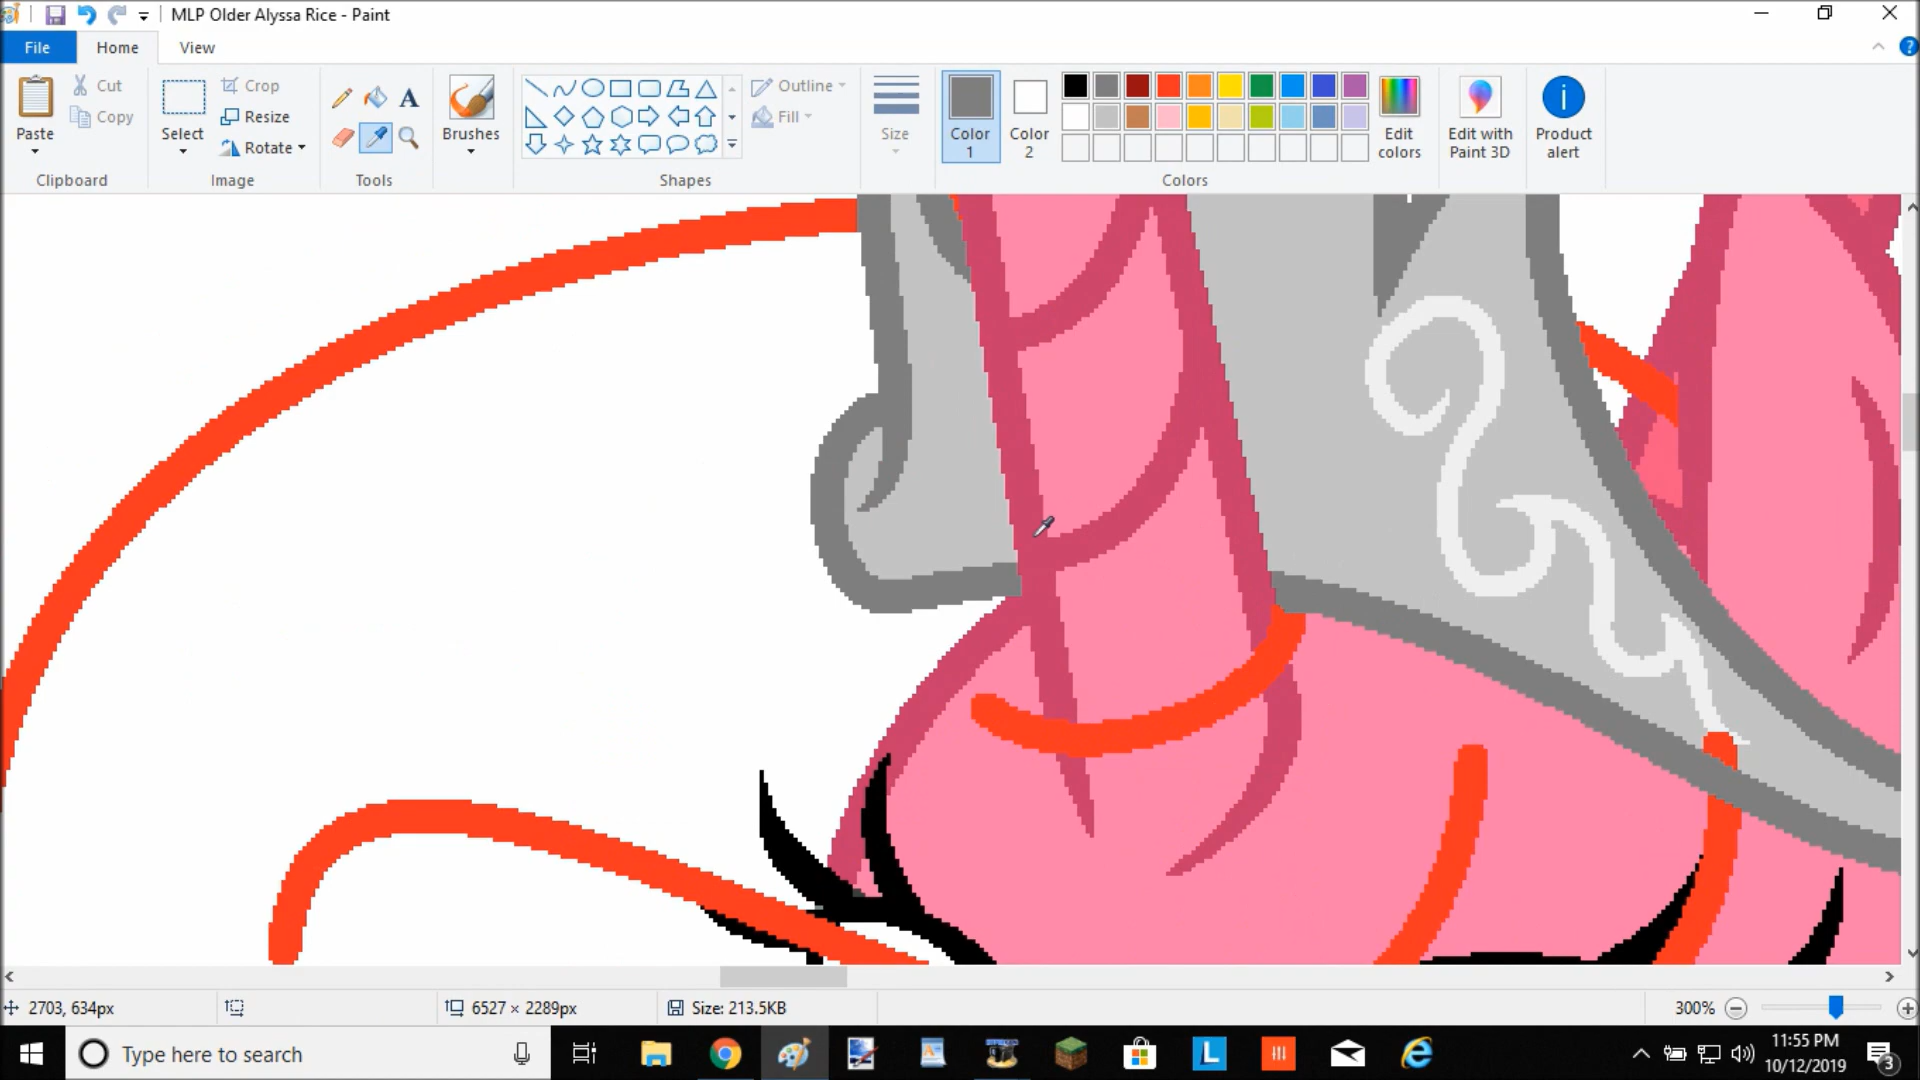 MLP Older Alyssa Rice - Paint
File Home View
Paste Cut Copy Clipboard
Select Crop Resize Rotate Image
A Tools
Brushes
Shapes Outline Fill
Size
Color 1 Color 2 Colors
Edit colors
Edit with Paint 3D
Product alert
2703, 634px 6527 × 2289px Size: 213.5KB 300%
Type here to search L 11:55 PM
10/12/2019 3